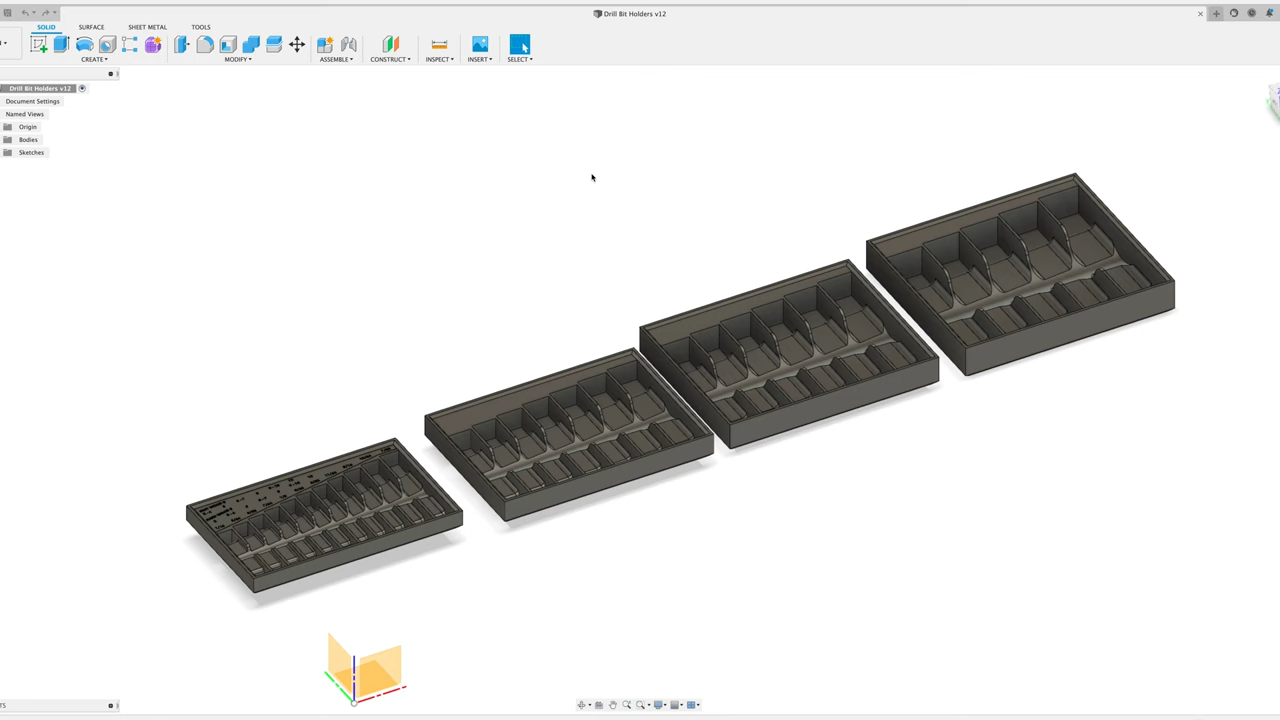 Drill Bit Holders v12
SOLID SURFACE SHEET METAL TOOLS
CREATE MODIFY ASSEMBLE CONSTRUCT INSPECT INSERT SELECT
Drill Bit Holders v12
Document Settings
Named Views
Origin
Bodies
Sketches
TS